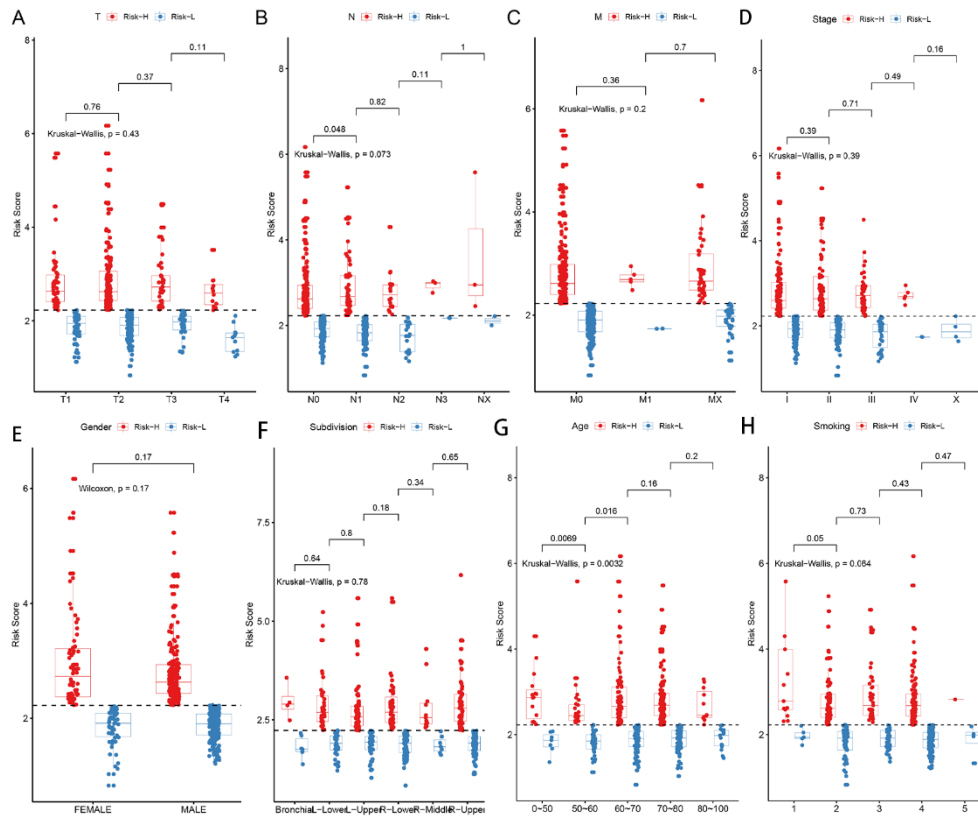 A
T Risk-H Risk-L
8
0.11
0.37
0.76
6
Kruskal-Wallis, p = 0.43
Risk Score
4
2
T1 T2 T3 T4
B
N Risk-H Risk-L
8
1
0.11
0.82
0.048
6
Kruskal-Wallis, p = 0.073
Risk Score
4
2
N0 N1 N2 N3 NX
C
M Risk-H Risk-L
0.7
0.36
6
Kruskal-Wallis, p = 0.2
Risk Score
4
2
M0 M1 MX
D
Stage Risk-H Risk-L
8
0.16
0.49
0.71
0.39
6
Kruskal-Wallis, p = 0.39
Risk Score
4
2
I II III IV X
E
Gender Risk-H Risk-L
0.17
Wilcoxon, p = 0.17
6
Risk Score
4
2
FEMALE MALE
F
Subdivision Risk-H Risk-L
0.65
0.34
0.18
0.8
0.64
7.5
Kruskal-Wallis, p = 0.78
Risk Score
5.0
2.5
Bronchial L-Lower L-Upper R-Lower R-Middle R-Upper
G
Age Risk-H Risk-L
8
0.2
0.16
0.016
0.0069
6
Kruskal-Wallis, p = 0.0032
Risk Score
4
2
0~50 50~60 60~70 70~80 80~100
H
Smoking Risk-H Risk-L
8
0.47
0.43
0.73
0.05
6
Kruskal-Wallis, p = 0.084
Risk Score
4
2
1 2 3 4 5